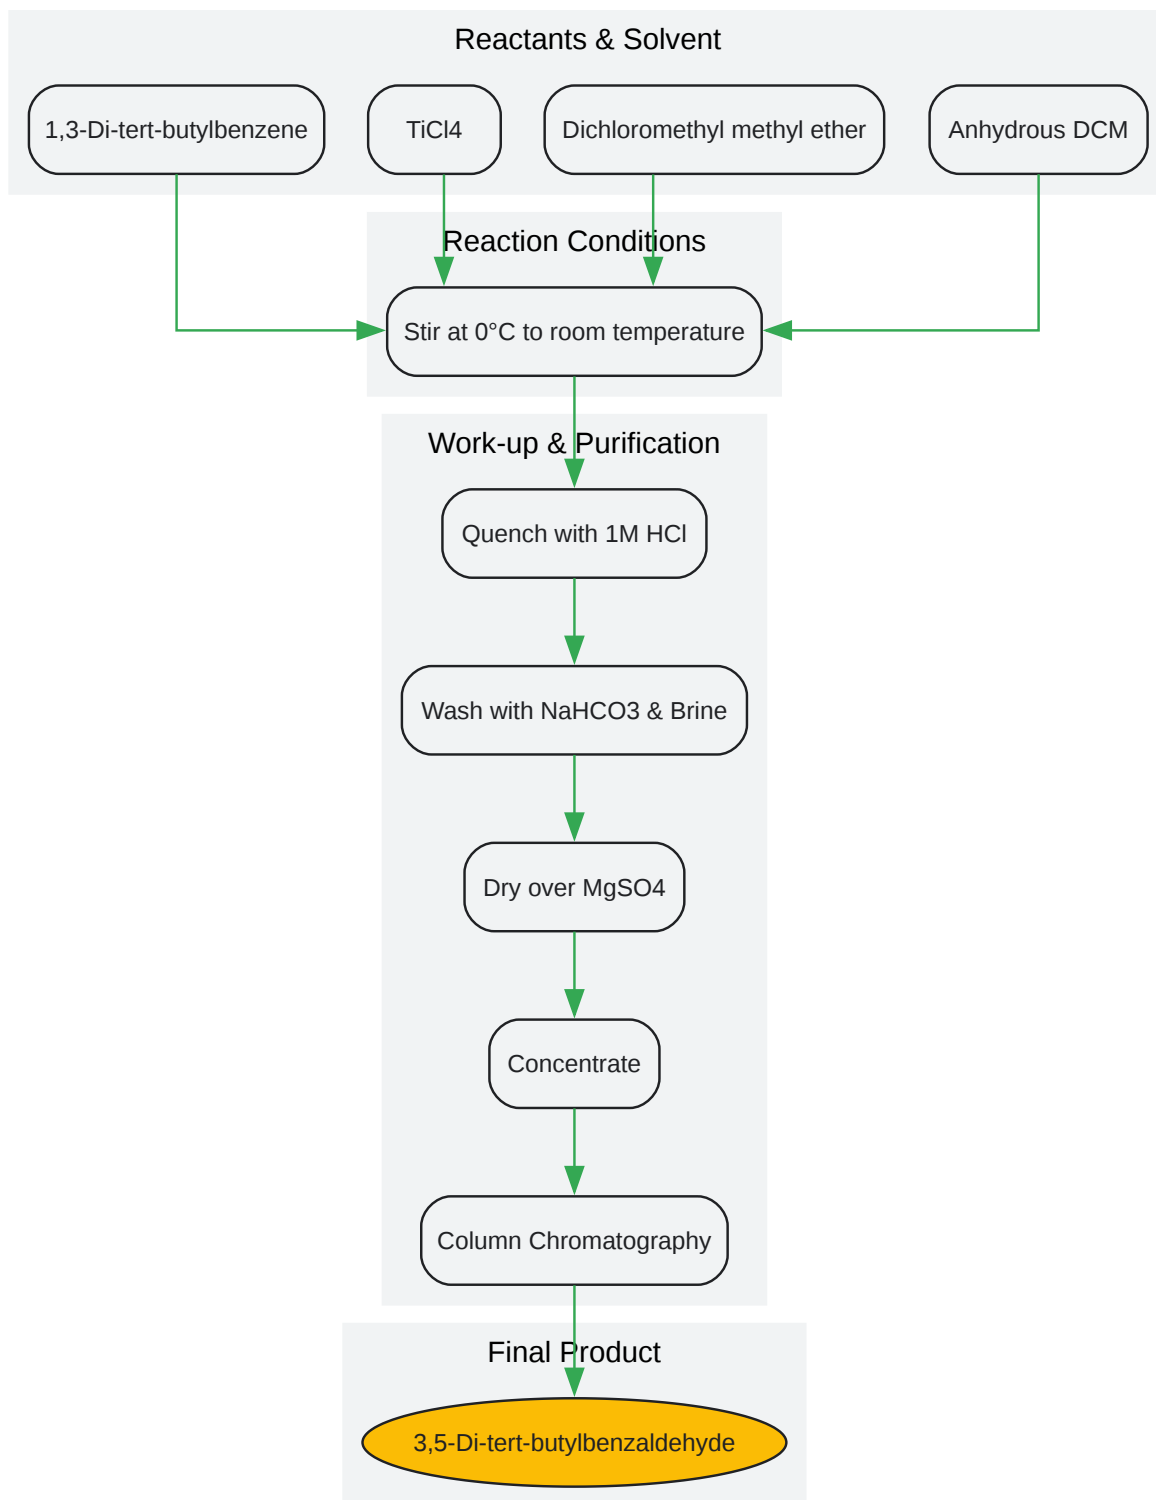 Reactants & Solvent
1,3-Di-tert-butylbenzene
TiCl4
Dichloromethyl methyl ether
Anhydrous DCM
Reaction Conditions
Stir at 0°C to room temperature
Work-up & Purification
Quench with 1M HCl
Wash with NaHCO3 & Brine
Dry over MgSO4
Concentrate
Column Chromatography
Final Product
3,5-Di-tert-butylbenzaldehyde